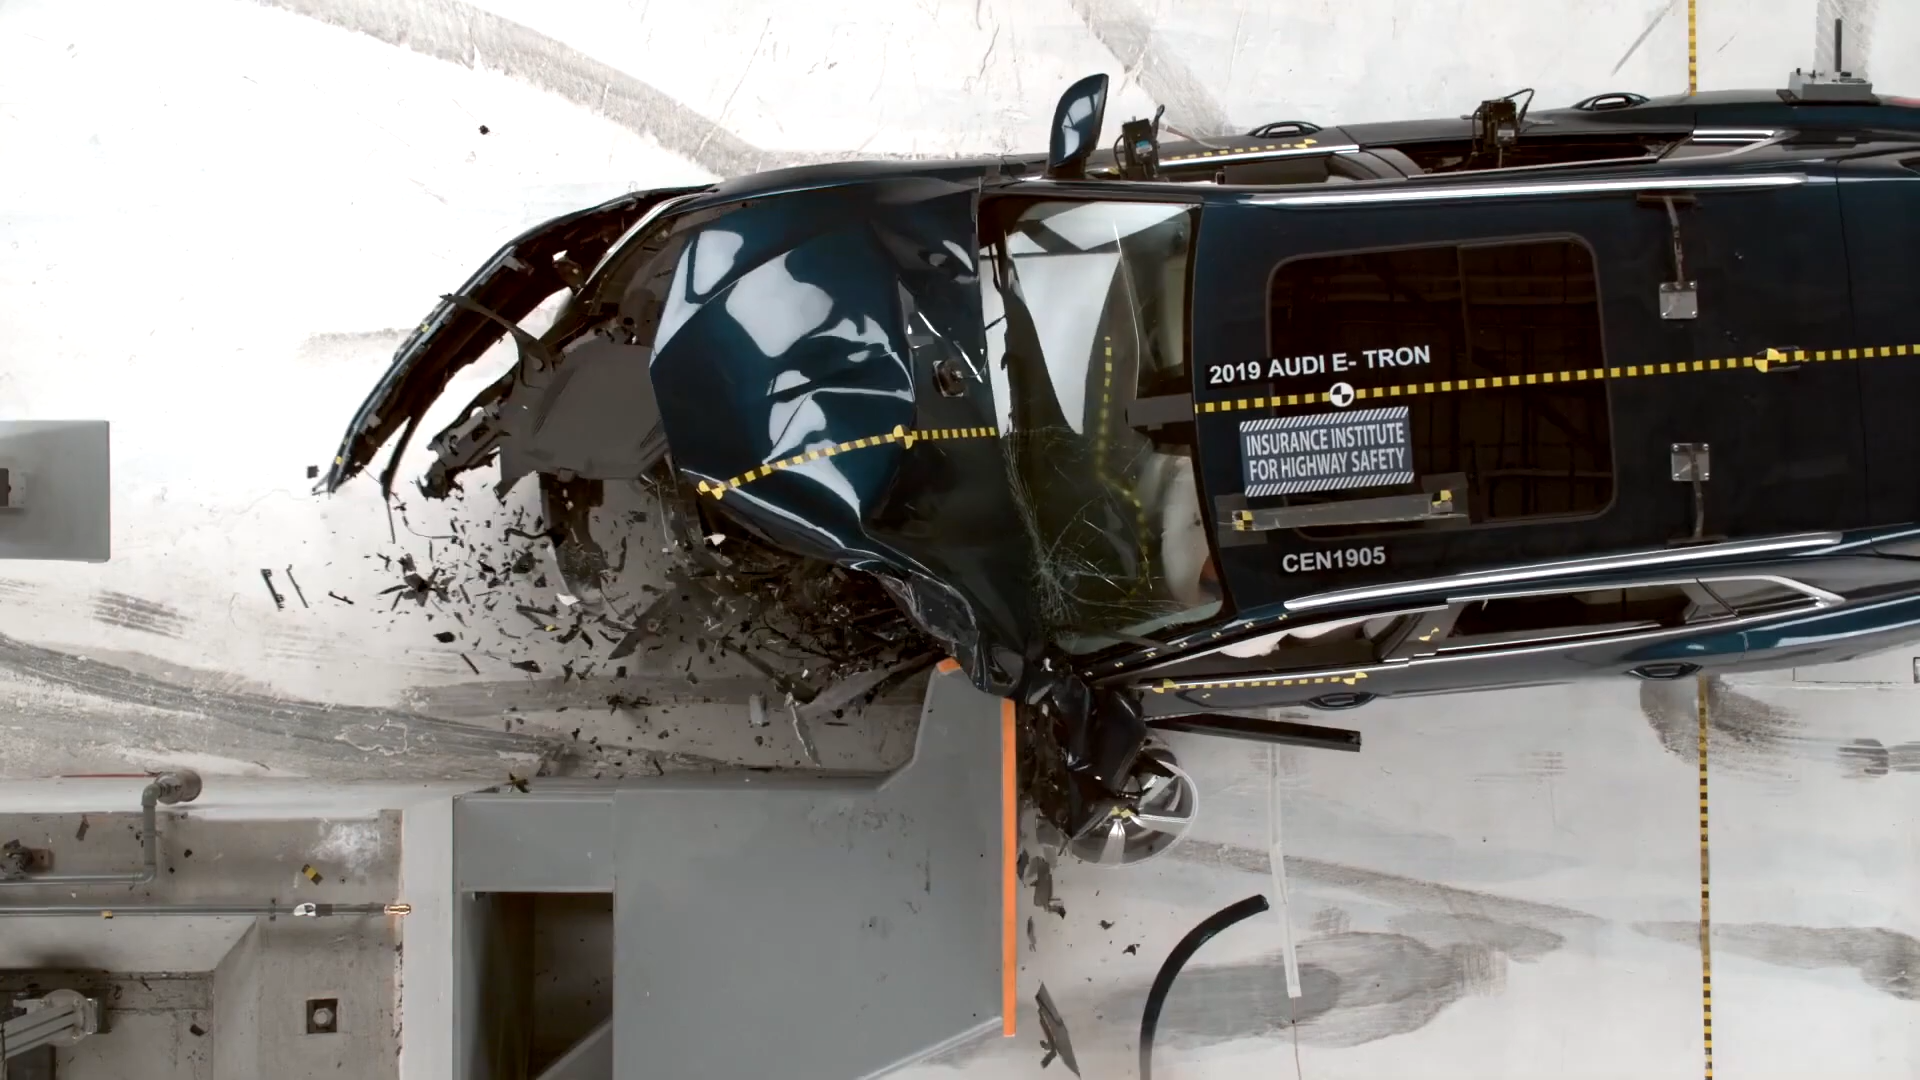 2019 AUDI E- TRON
INSURANCE INSTITUTE
FOR HIGHWAY SAFETY
CEN1905